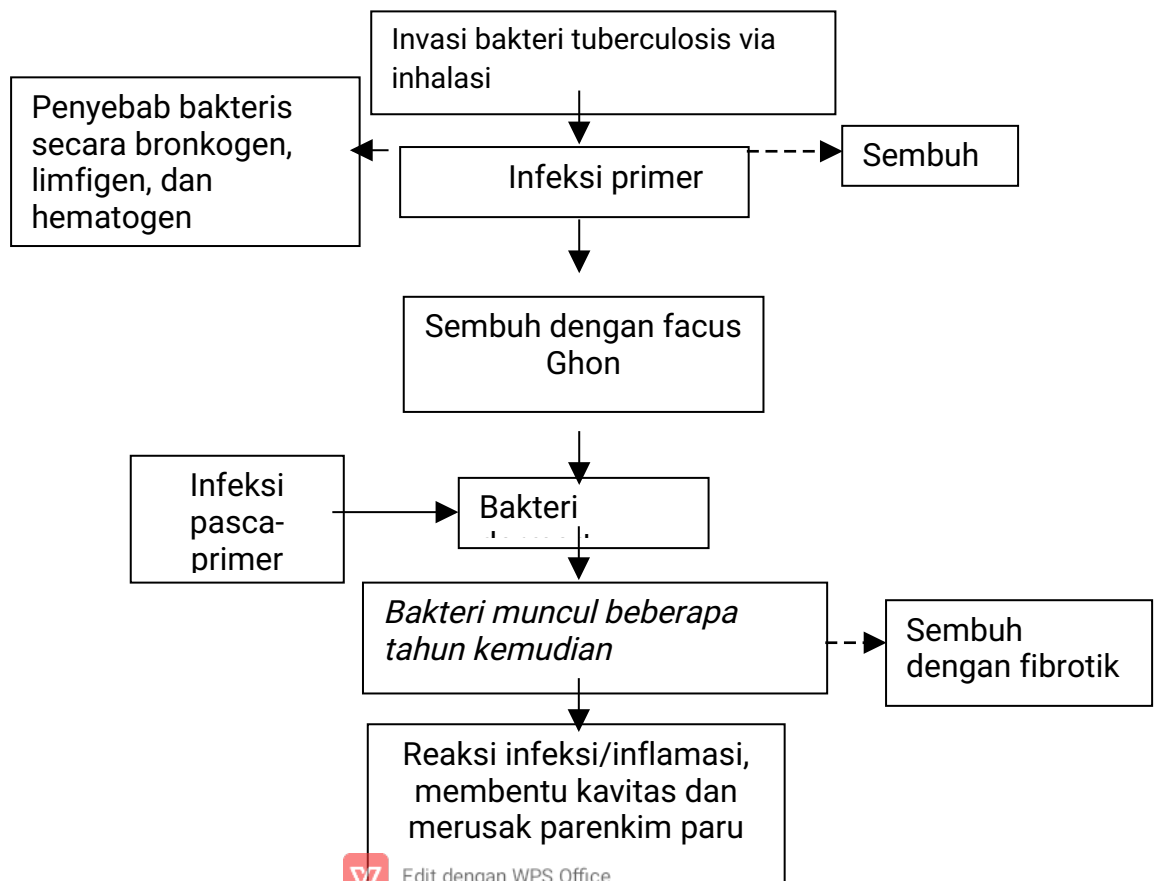 Invasi bakteri tuberculosis via
inhalasi
Penyebab bakteris
secara bronkogen,
limfigen, dan
hematogen
Infeksi primer
Sembuh
Sembuh dengan facus
Ghon
Infeksi
pasca-
primer
Bakteri
Bakteri muncul beberapa
tahun kemudian
Sembuh
dengan fibrotik
Reaksi infeksi/inflamasi,
membentu kavitas dan
merusak parenkim paru
Edit dengan WPS Office